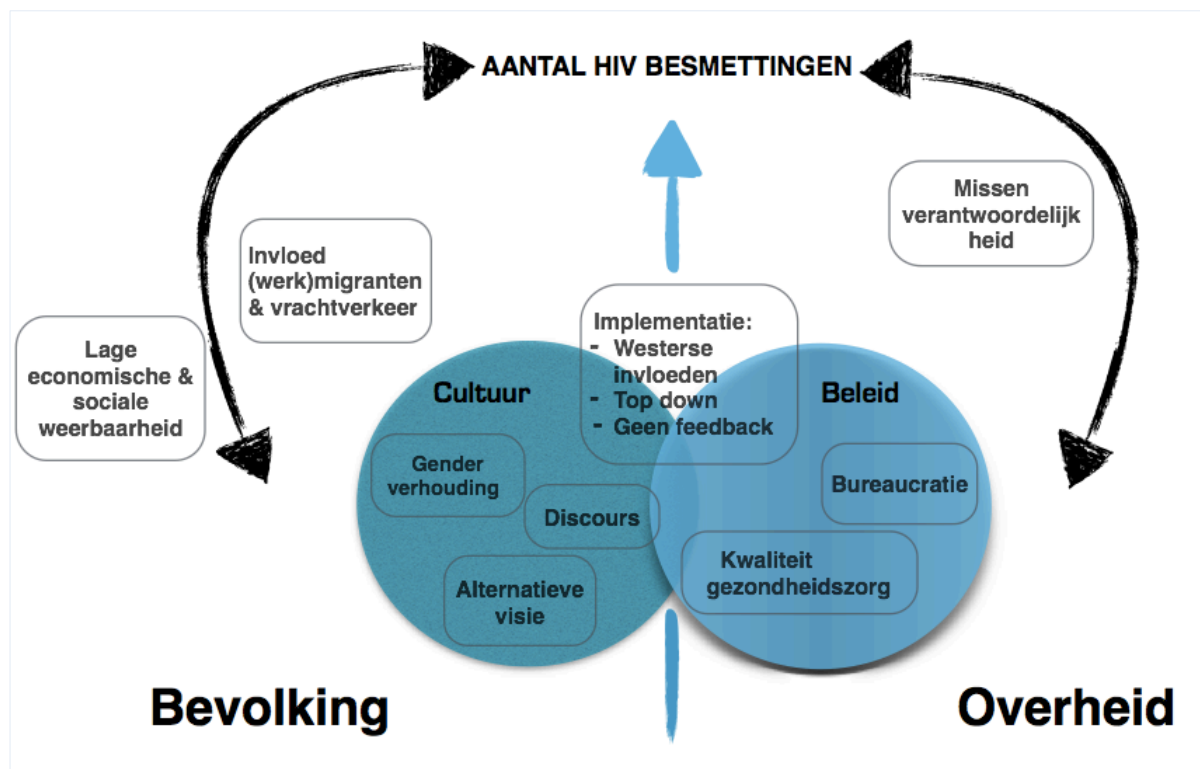 AANTAL HIV BESMETTINGEN
Missen
verantwoordelijk
heid
Invloed
(werk)migranten
& vrachtverkeer
Lage
economische &
sociale
weerbaarheid
Implementatie:
- Westerse
invloeden
- Top down
- Geen feedback
Cultuur
Beleid
Gender
verhouding
Discours
Alternatieve
visie
Bureaucratie
Kwaliteit
gezondheidszorg
Bevolking
Overheid